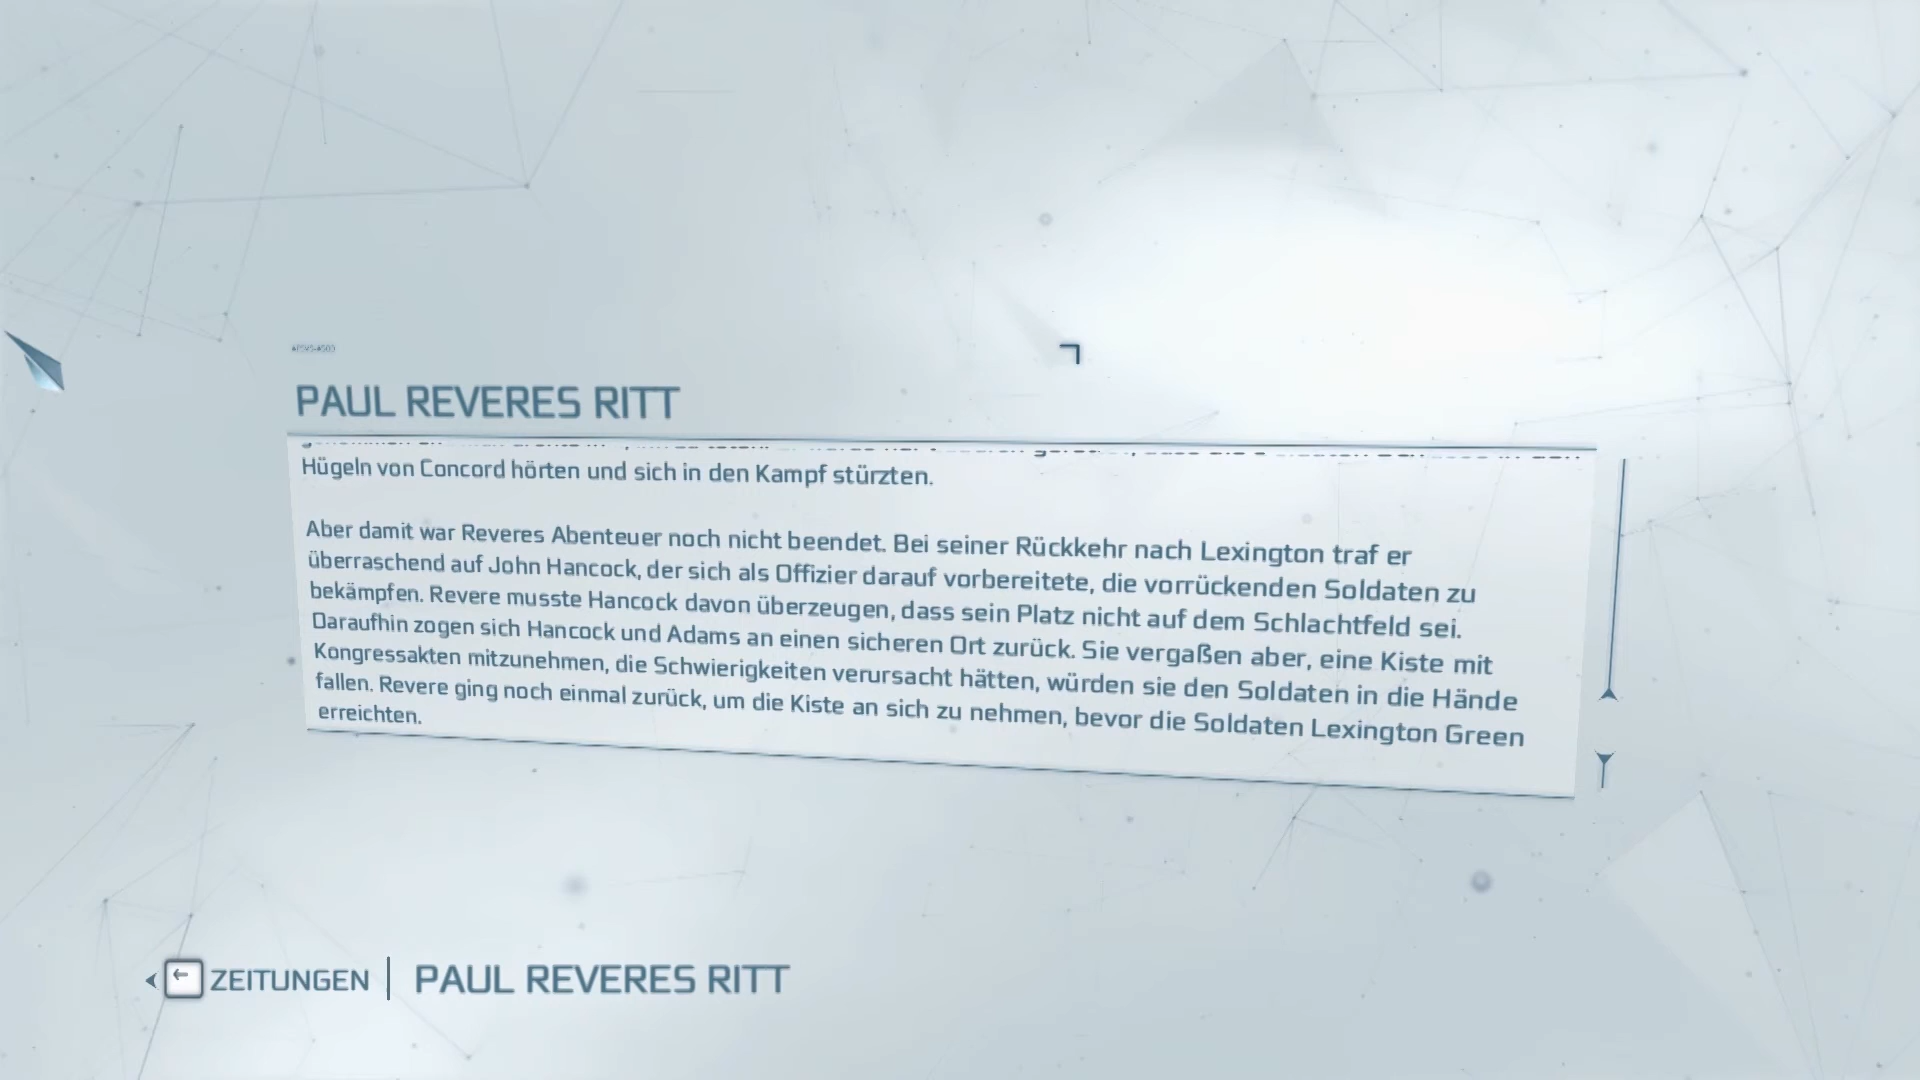 PAUL REVERES RITT
Hügeln von Concord hörten und sich in den Kampf stürzten.
Aber damit war Reveres Abenteuer noch nicht beendet. Bei seiner Rückkehr nach Lexington traf er
überraschend auf John Hancock, der sich als Offizier darauf vorbereitete, die vorrückenden Soldaten zu
bekämpfen. Revere musste Hancock davon überzeugen, dass sein Platz nicht auf dem Schlachtfeld sei.
Daraufhin zogen sich Hancock und Adams an einen sicheren Ort zurück. Sie vergaßen aber, eine Kiste mit
Kongressakten mitzunehmen, die Schwierigkeiten verursacht hätten, würden sie den Soldaten in die Hände
fallen. Revere ging noch einmal zurück, um die Kiste an sich zu nehmen, bevor die Soldaten Lexington Green
erreichten.
ZEITUNGEN PAUL REVERES RITT